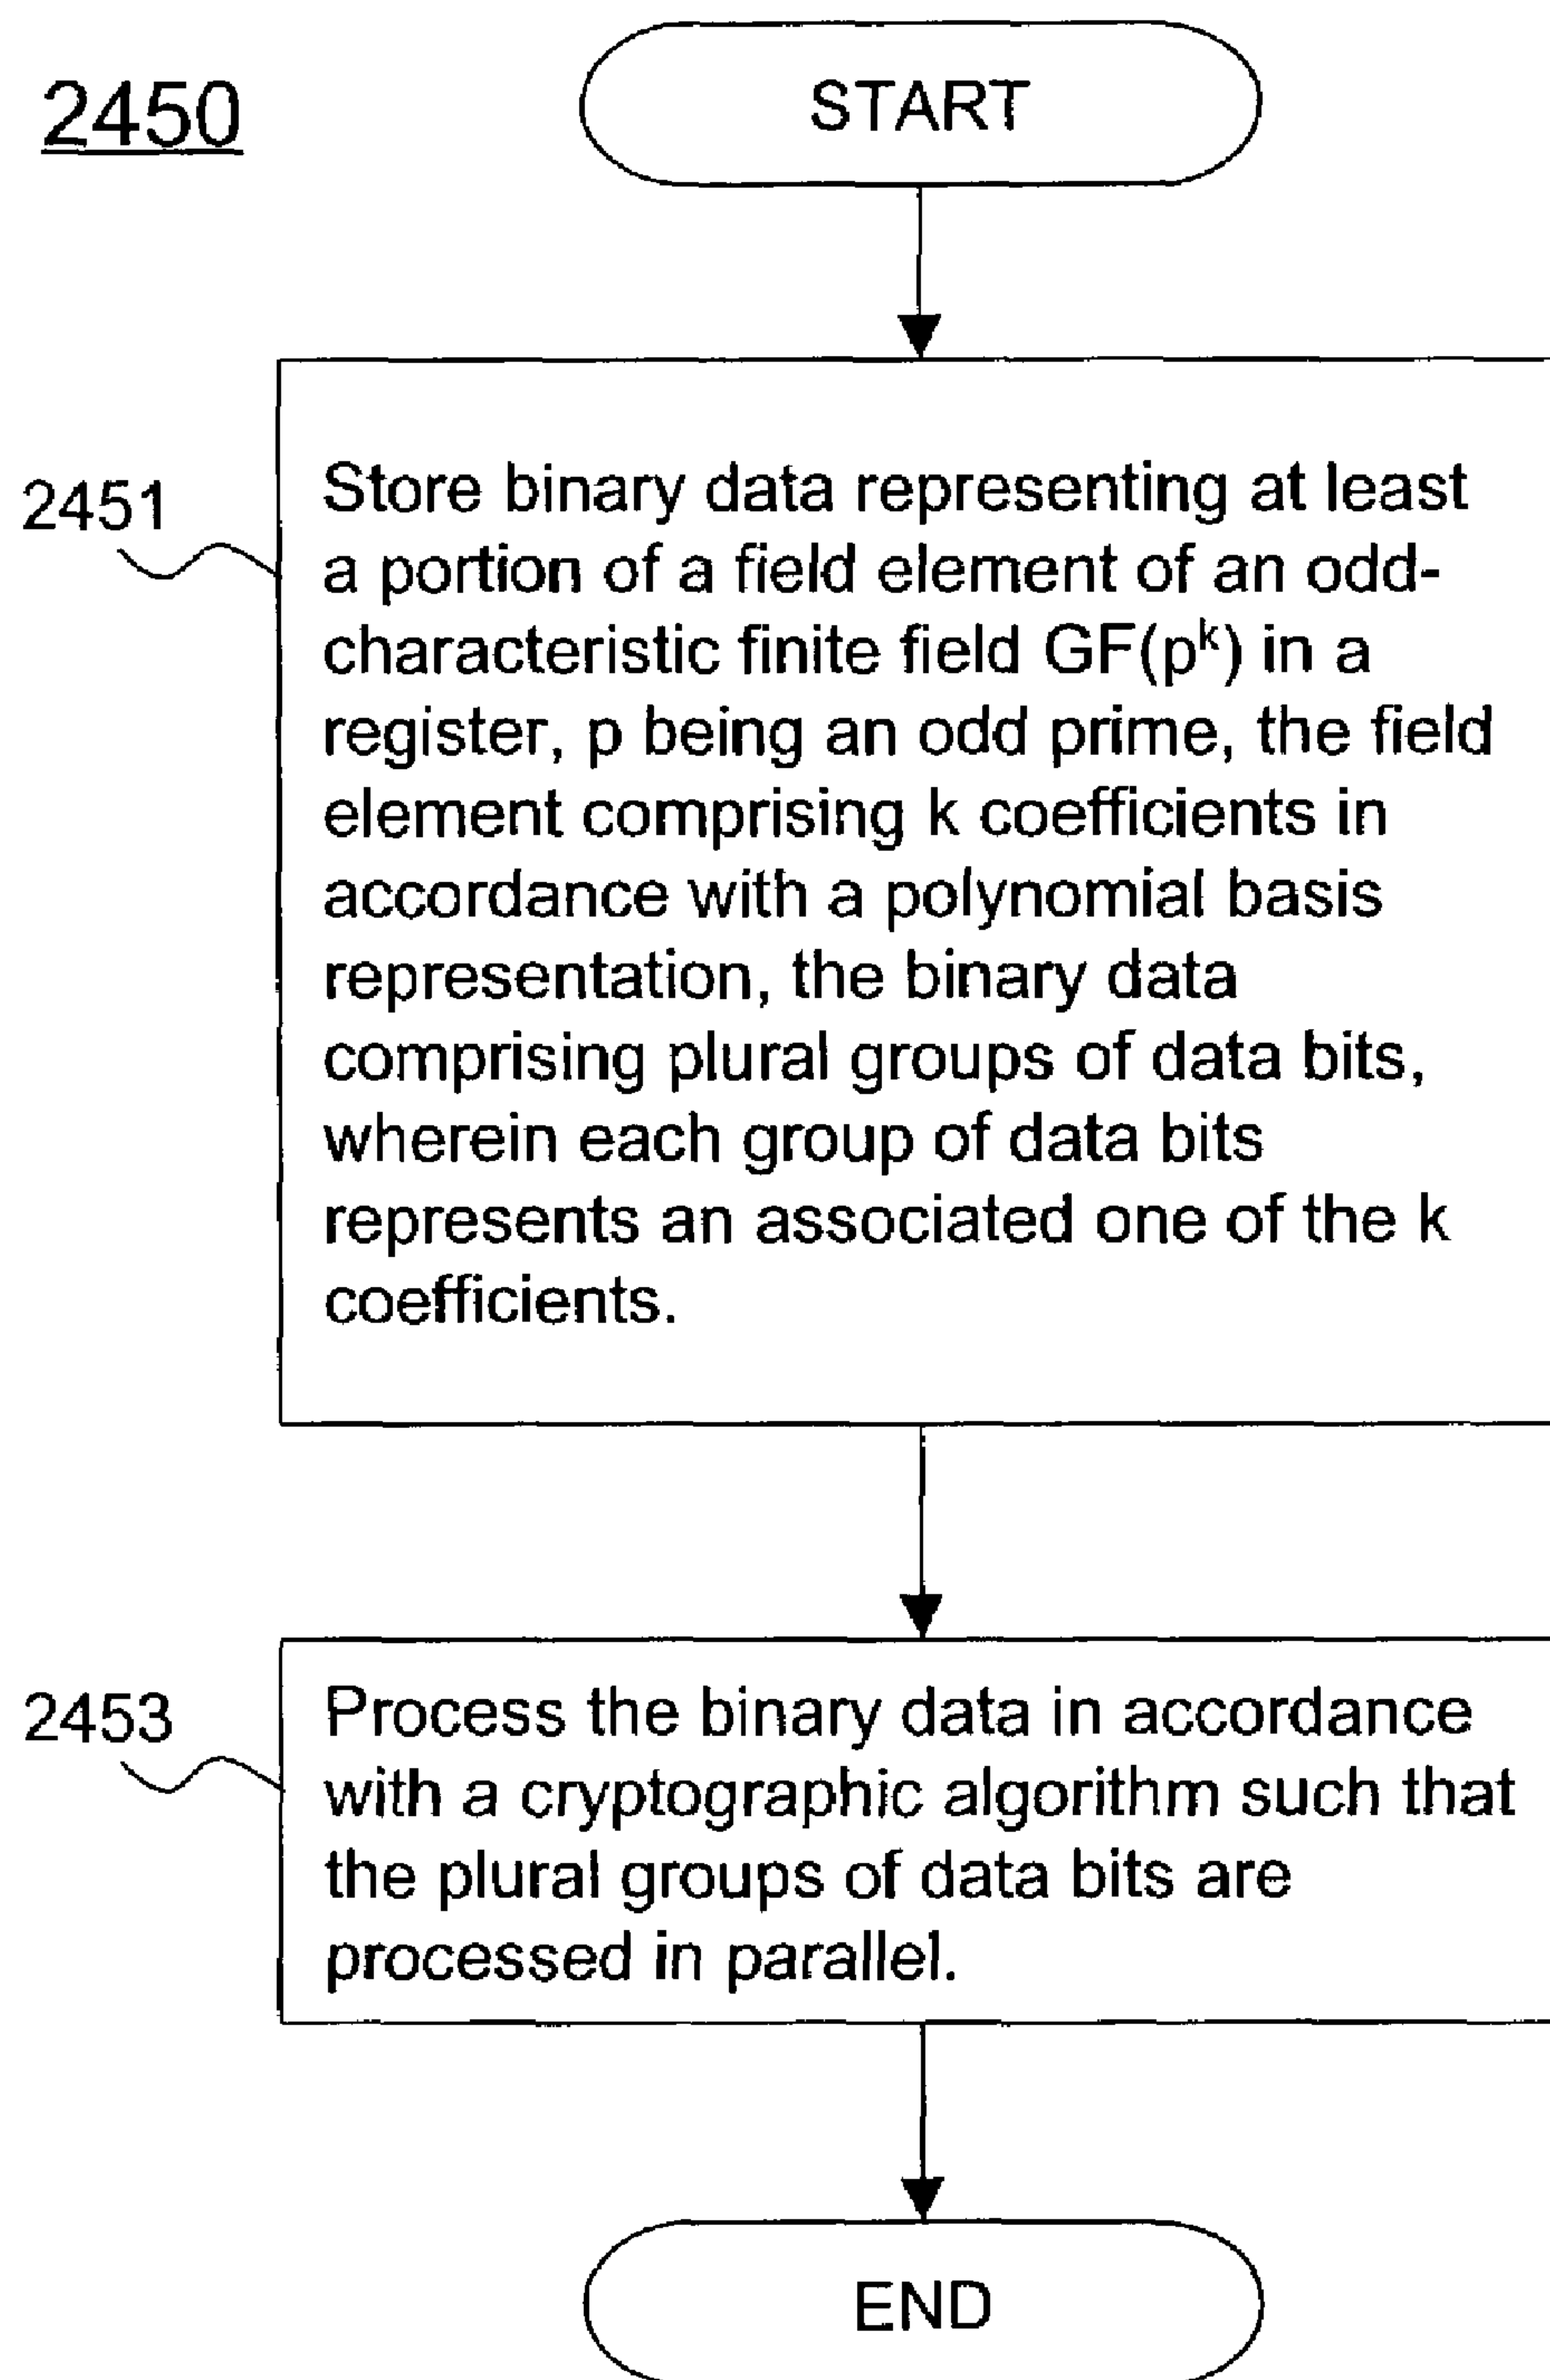 2450
START
2451
Store binary data representing at least
a portion of a field element of an odd-
characteristic finite field GF(pᵏ) in a
register, p being an odd prime, the field
element comprising k coefficients in
accordance with a polynomial basis
representation, the binary data
comprising plural groups of data bits,
wherein each group of data bits
represents an associated one of the k
coefficients.
2453
Process the binary data in accordance
with a cryptographic algorithm such that
the plural groups of data bits are
processed in parallel.
END